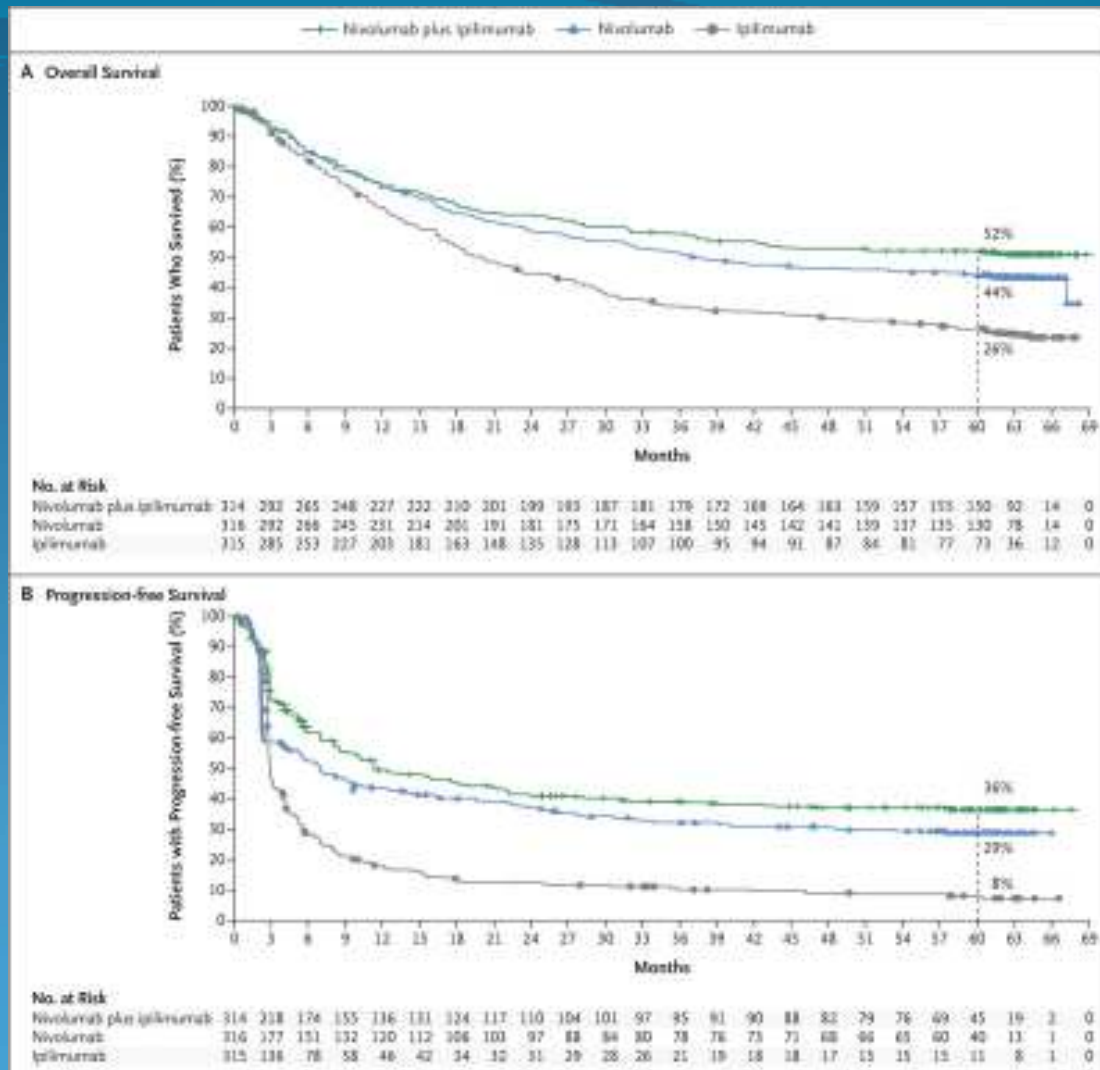 Nivolumab plus Ipilimumab Nivolumab Ipilimumab
A Overall Survival
Patients Who Survived (%)
100
90
80
70
60
50
40
30
20
10
0
52%
44%
26%
0 3 6 9 12 15 18 21 24 27 30 33 36 39 42 45 48 51 54 57 60 63 66 69
Months
No. at Risk
Nivolumab plus ipilimumab 314 292 265 248 227 222 210 201 199 193 187 181 179 172 169 164 163 159 157 155 150 92 14 0
Nivolumab 316 292 266 245 231 214 201 191 181 175 171 164 158 150 145 142 141 139 137 135 130 78 14 0
Ipilimumab 315 285 253 227 203 181 163 148 135 128 113 107 100 95 94 91 87 84 81 77 73 36 12 0
B Progression-free Survival
Patients with Progression-free Survival (%)
100
90
80
70
60
50
40
30
20
10
0
36%
29%
8%
0 3 6 9 12 15 18 21 24 27 30 33 36 39 42 45 48 51 54 57 60 63 66 69
Months
No. at Risk
Nivolumab plus ipilimumab 314 218 174 155 136 131 124 117 110 104 101 97 95 91 90 88 82 79 76 69 45 19 2 0
Nivolumab 316 177 151 132 120 112 106 103 97 88 84 80 78 76 73 71 68 66 65 60 40 13 1 0
Ipilimumab 315 136 78 58 46 42 34 32 31 29 28 26 21 19 18 18 17 15 15 15 11 8 1 0